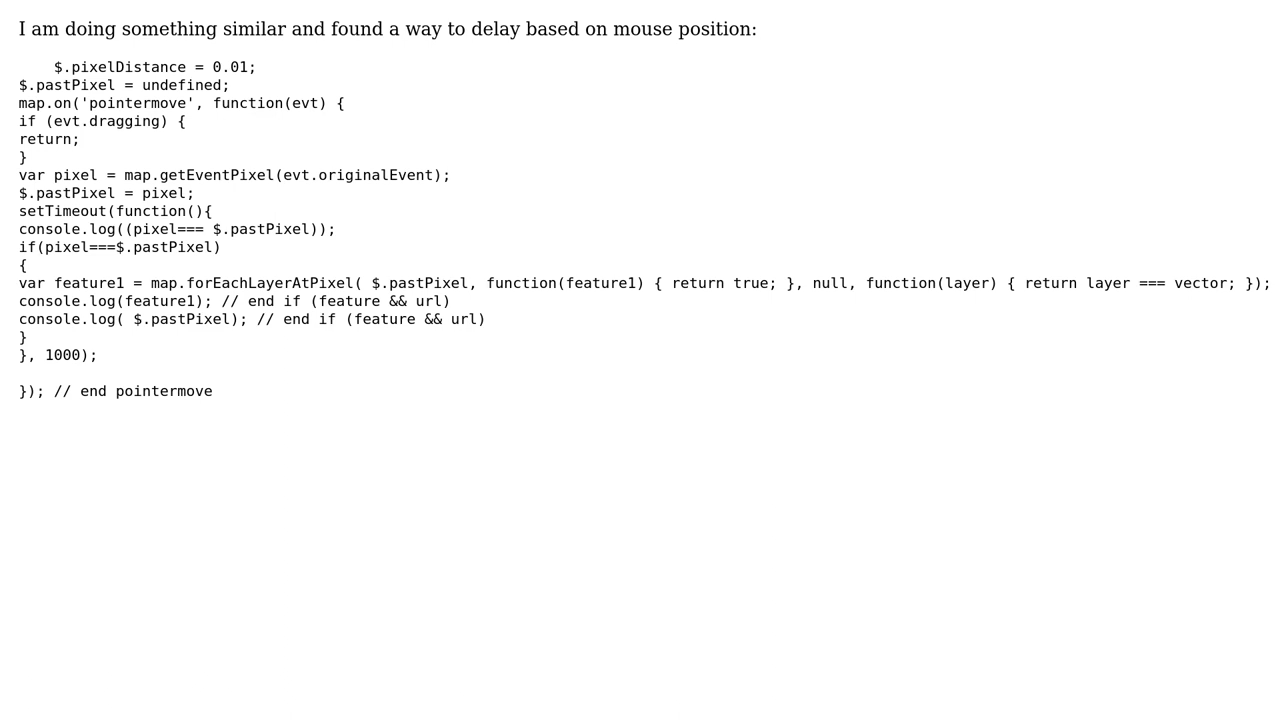 I am doing something similar and found a way to delay based on mouse position:
    $.pixelDistance = 0.01;
$.pastPixel = undefined;
map.on('pointermove', function(evt) {
if (evt.dragging) {
return;
}
var pixel = map.getEventPixel(evt.originalEvent);
$.pastPixel = pixel;
setTimeout(function(){
console.log((pixel=== $.pastPixel));
if(pixel===$.pastPixel)
{
var feature1 = map.forEachLayerAtPixel( $.pastPixel, function(feature1) { return true; }, null, function(layer) { return layer === vector; });
console.log(feature1); // end if (feature && url)
console.log( $.pastPixel); // end if (feature && url)
}
}, 1000);

}); // end pointermove